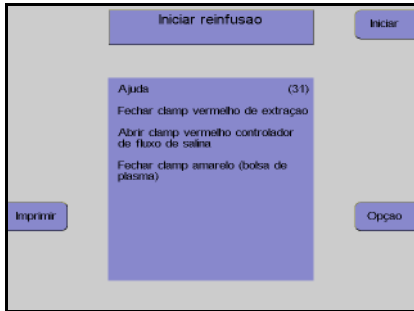 Iniciar reinfusao
Iniciar
Ajuda (31)
Fechar clamp vermelho de extraçao
Abrir clamp vermelho controlador
de fluxo de salina
Fechar clamp amarelo (bolsa de
plasma)
Imprimir
Opçao